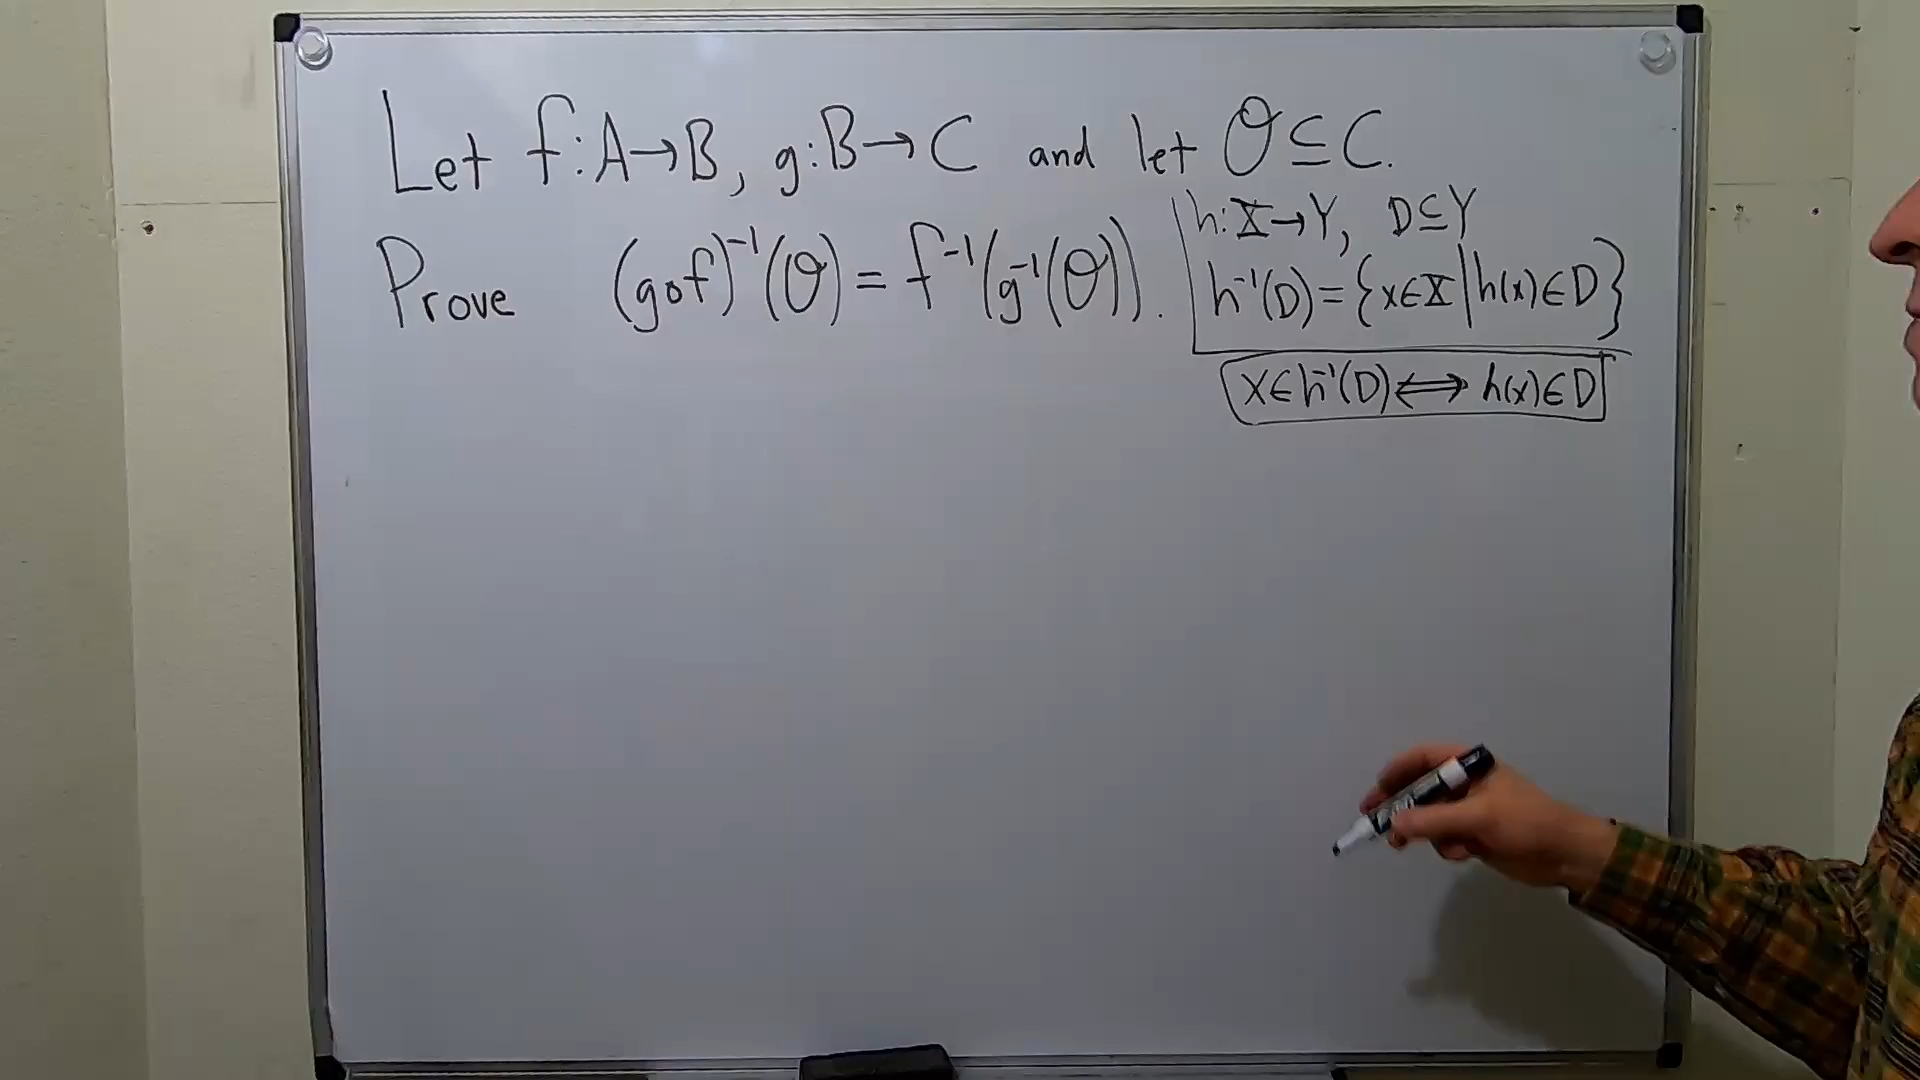 Let f:A→B, g:B→C and let 𝒪⊆C.
Prove (g∘f)⁻¹(𝒪)=f⁻¹(g⁻¹(𝒪)).
h:X→Y, D⊆Y
h⁻¹(D)={x∈X|h(x)∈D}
x∈h⁻¹(D)⟺h(x)∈D